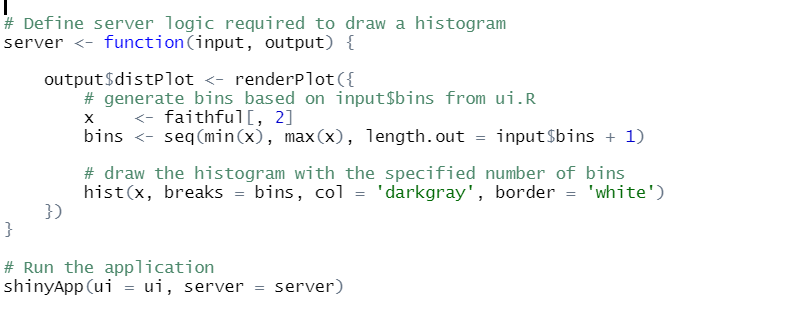 # Define server logic required to draw a histogram
server <- function(input, output) {
    output$distPlot <- renderPlot({
        # generate bins based on input$bins from ui.R
        x    <- faithful[, 2]
        bins <- seq(min(x), max(x), length.out = input$bins + 1)
        # draw the histogram with the specified number of bins
        hist(x, breaks = bins, col = 'darkgray', border = 'white')
    })
}
# Run the application
shinyApp(ui = ui, server = server)